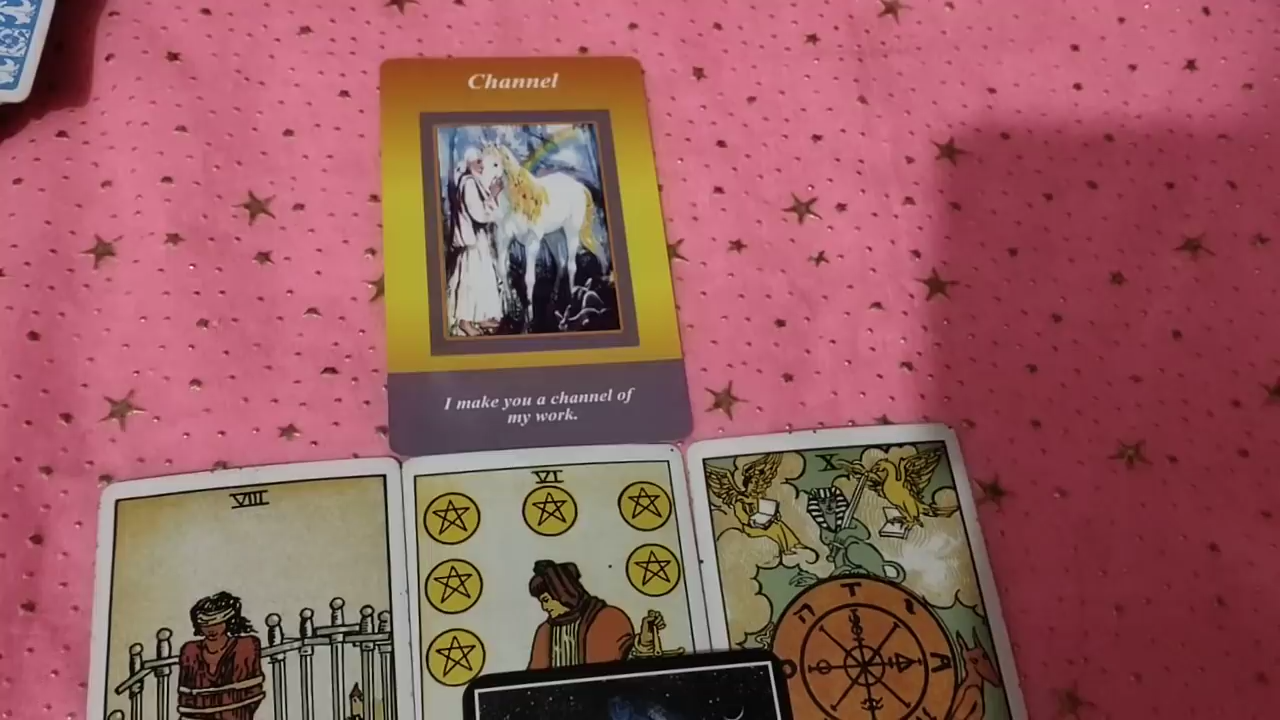 Channel
I make you a channel of
my work.
VIII
VI
X